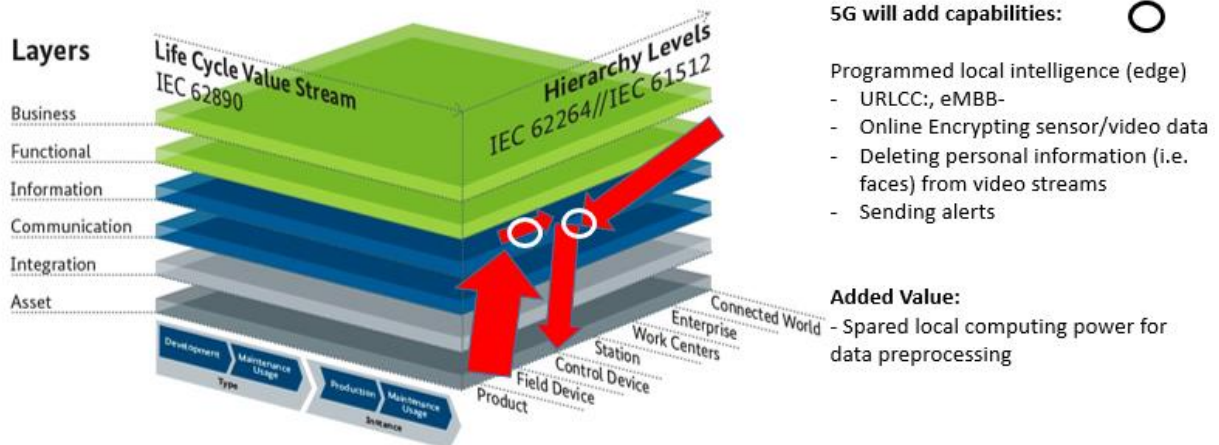 Layers
Business
Functional
Information
Communication
Integration
Asset
Life Cycle Value Stream
IEC 62890
Hierarchy Levels
IEC 62264//IEC 61512
Development
Maintenance
Usage
Type
Production
Maintenance
Usage
Instance
Product
Field Device
Control Device
Station
Work Centers
Enterprise
Connected World
5G will add capabilities:
Programmed local intelligence (edge)
- URLCC:, eMBB-
- Online Encrypting sensor/video data
- Deleting personal information (i.e.
faces) from video streams
- Sending alerts
Added Value:
- Spared local computing power for
data preprocessing